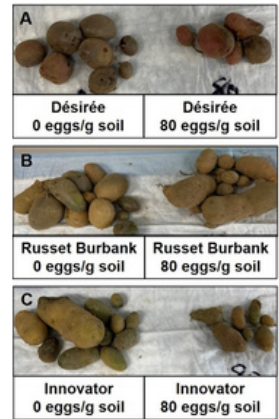 A
Désirée Désirée
0 eggs/g soil 80 eggs/g soil
B
Russet Burbank Russet Burbank
0 eggs/g soil 80 eggs/g soil
C
Innovator Innovator
0 eggs/g soil 80 eggs/g soil